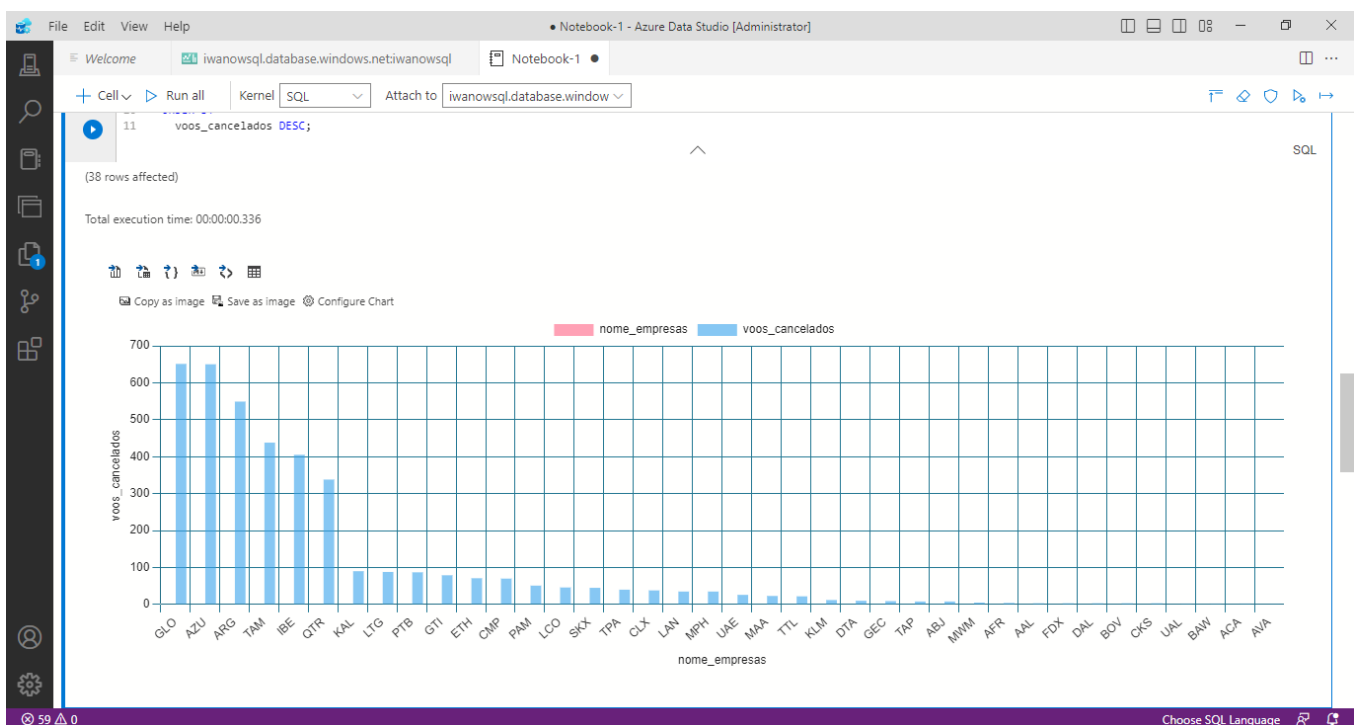 File Edit View Help
● Notebook-1 - Azure Data Studio [Administrator]
Welcome
iwanowsql.database.windows.net:iwanowsql
Notebook-1 ●
Cell
Run all
Kernel SQL
Attach to iwanowsql.database.window
11 voos_cancelados DESC;
SQL
(38 rows affected)
Total execution time: 00:00:00.336
1
Copy as image Save as image Configure Chart
nome_empresas voos_cancelados
700
600
500
400
300
200
100
0
voos_cancelados
GLO AZU ARG TAM IBE QTR KAL LTG PTB GTI ETH CMP PAM LCO SKX TPA CLX LAN MPH UAE MAA TTL KLM DTA GEC TAP ABJ MWM AFR AAL FDX DAL BOV CKS UAL BAW ACA AVA
nome_empresas
59 0
Choose SQL Language